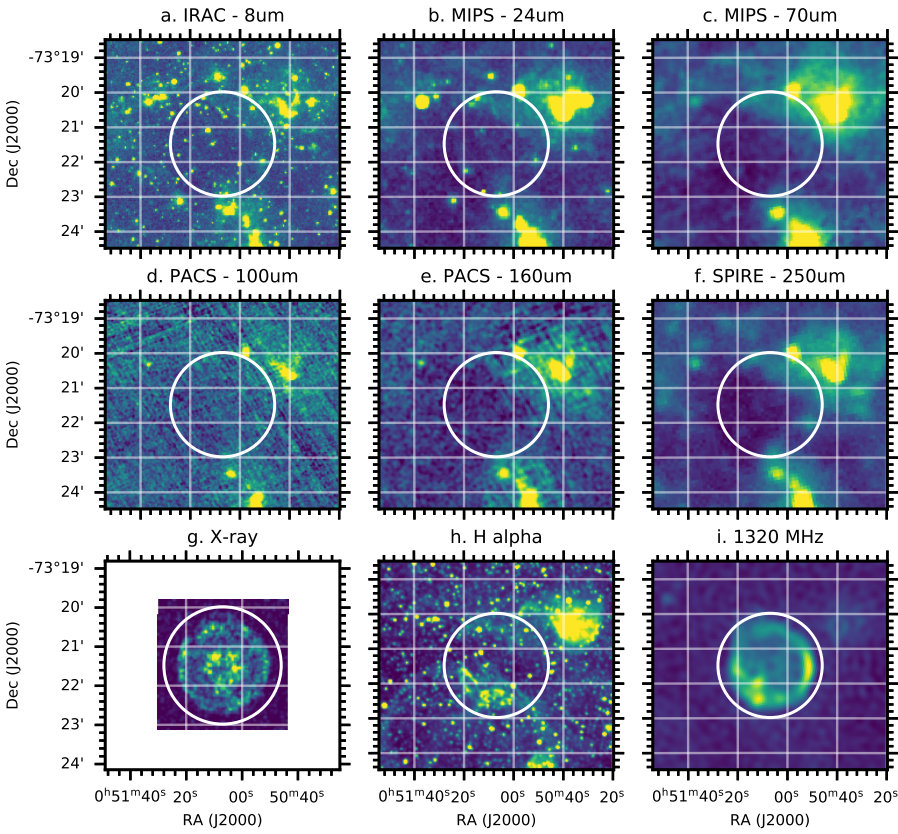 a. IRAC - 8um
b. MIPS - 24um
c. MIPS - 70um
-73°19'
20'
21'
22'
23'
24'
Dec (J2000)
d. PACS - 100um
e. PACS - 160um
f. SPIRE - 250um
-73°19'
20'
21'
22'
23'
24'
Dec (J2000)
g. X-ray
h. H alpha
i. 1320 MHz
-73°19'
20'
21'
22'
23'
24'
Dec (J2000)
0ʰ51ᵐ40ˢ 20ˢ 00ˢ 50ᵐ40ˢ
0ʰ51ᵐ40ˢ 20ˢ 00ˢ 50ᵐ40ˢ 20ˢ
0ʰ51ᵐ40ˢ 20ˢ 00ˢ 50ᵐ40ˢ 20ˢ
RA (J2000)
RA (J2000)
RA (J2000)